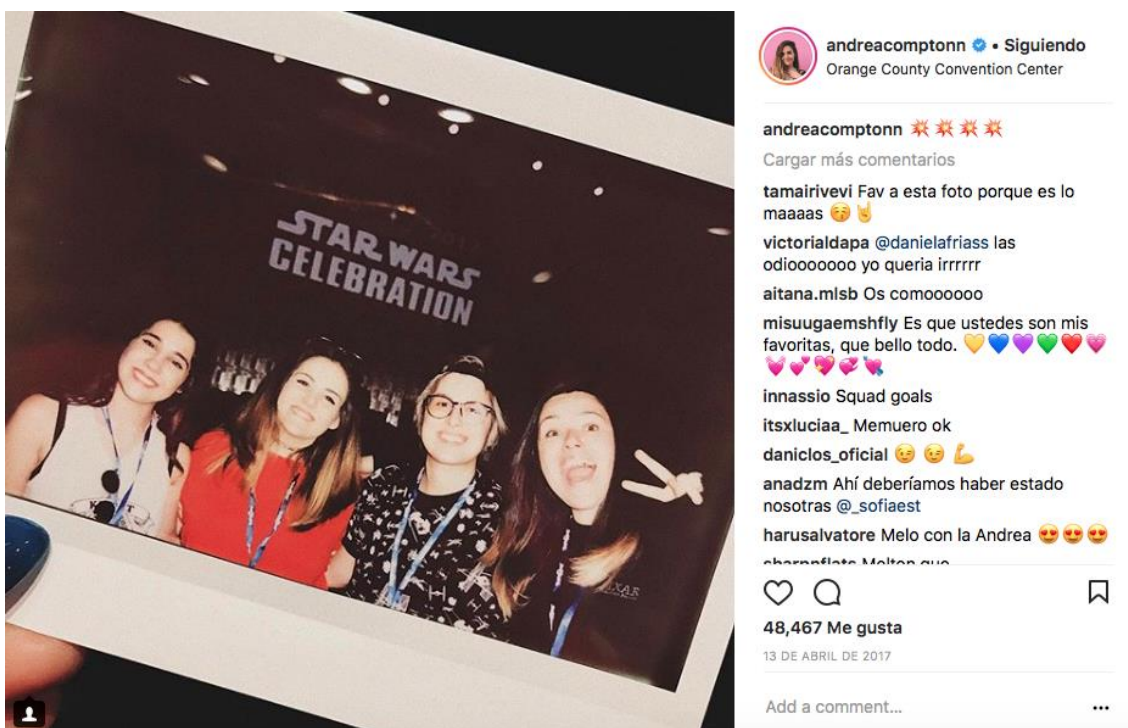 STAR WARS
CELEBRATION
andreacomptonn • Siguiendo
Orange County Convention Center
andreacomptonn 💥 💥 💥 💥
Cargar más comentarios
tamairivevi Fav a esta foto porque es lo
maaaas 😚 🤘
victorialdapa @danielafriass las
odiooooooo yo queria irrrrrr
aitana.mlsb Os comoooooo
misuugaemshfly Es que ustedes son mis
favoritas, que bello todo. 💛 💙 💜 💚 ❤️ 💗
💓 💕 💖 💞 💘
innassio Squad goals
itsxluciaa_ Memuero ok
daniclos_oficial 😉 😉 💪
anadzm Ahí deberíamos haber estado
nosotras @_sofiaest
harusalvatore Melo con la Andrea 😍 😍 😍
48,467 Me gusta
13 DE ABRIL DE 2017
Add a comment...